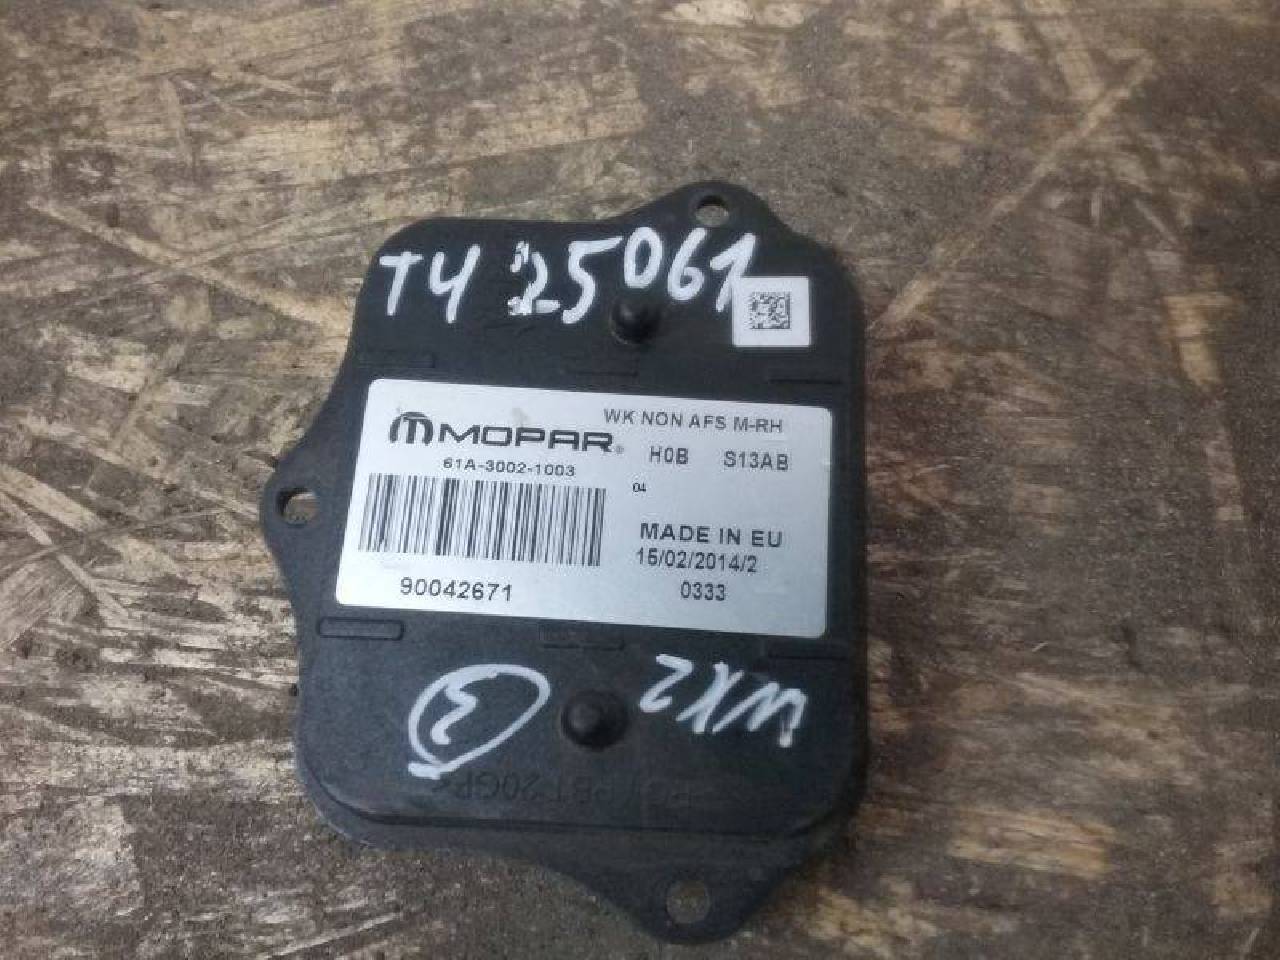 TY 25061
MOPAR®
WK NON AFS M-RH
H0B S13AB
61A-3002-1003
04
MADE IN EU
15/02/2014/2
90042671
0333
3
WK2